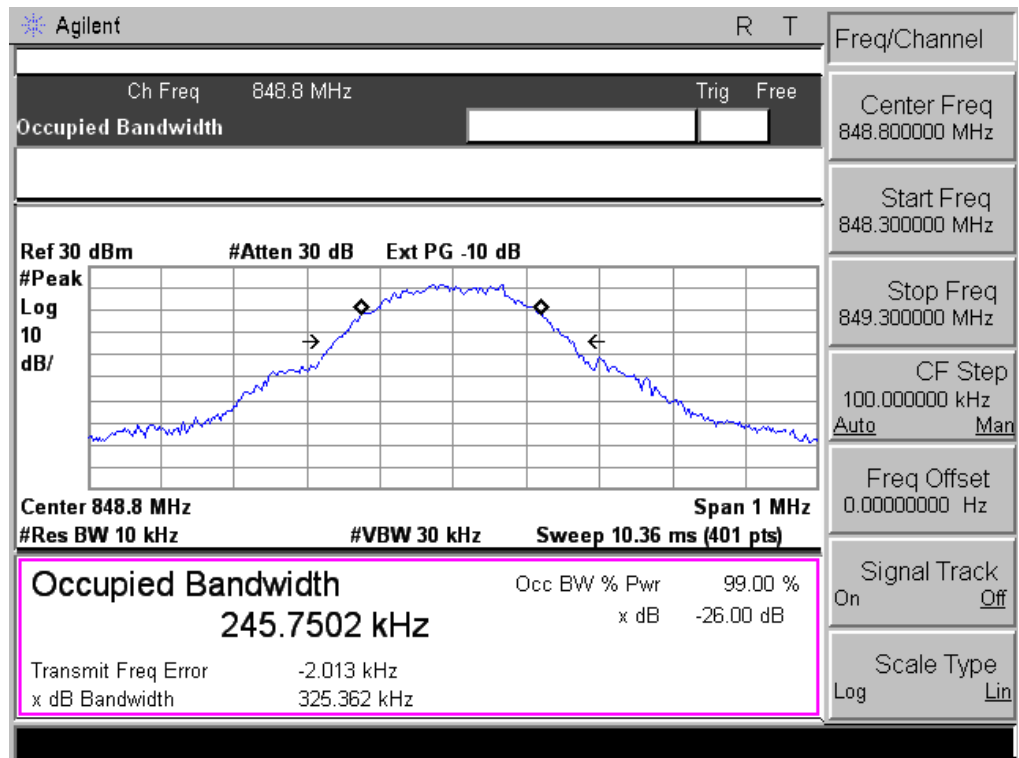 Agilent R T
Ch Freq 848.8 MHz Trig Free
Occupied Bandwidth
Ref 30 dBm #Atten 30 dB Ext PG -10 dB
#Peak
Log
10
dB/
Center 848.8 MHz Span 1 MHz
#Res BW 10 kHz #VBW 30 kHz Sweep 10.36 ms (401 pts)
Occupied Bandwidth Occ BW % Pwr 99.00 %
245.7502 kHz x dB -26.00 dB
Transmit Freq Error -2.013 kHz
x dB Bandwidth 325.362 kHz
Freq/Channel
Center Freq
848.800000 MHz
Start Freq
848.300000 MHz
Stop Freq
849.300000 MHz
CF Step
100.000000 kHz
Auto Man
Freq Offset
0.00000000 Hz
Signal Track
On Off
Scale Type
Log Lin